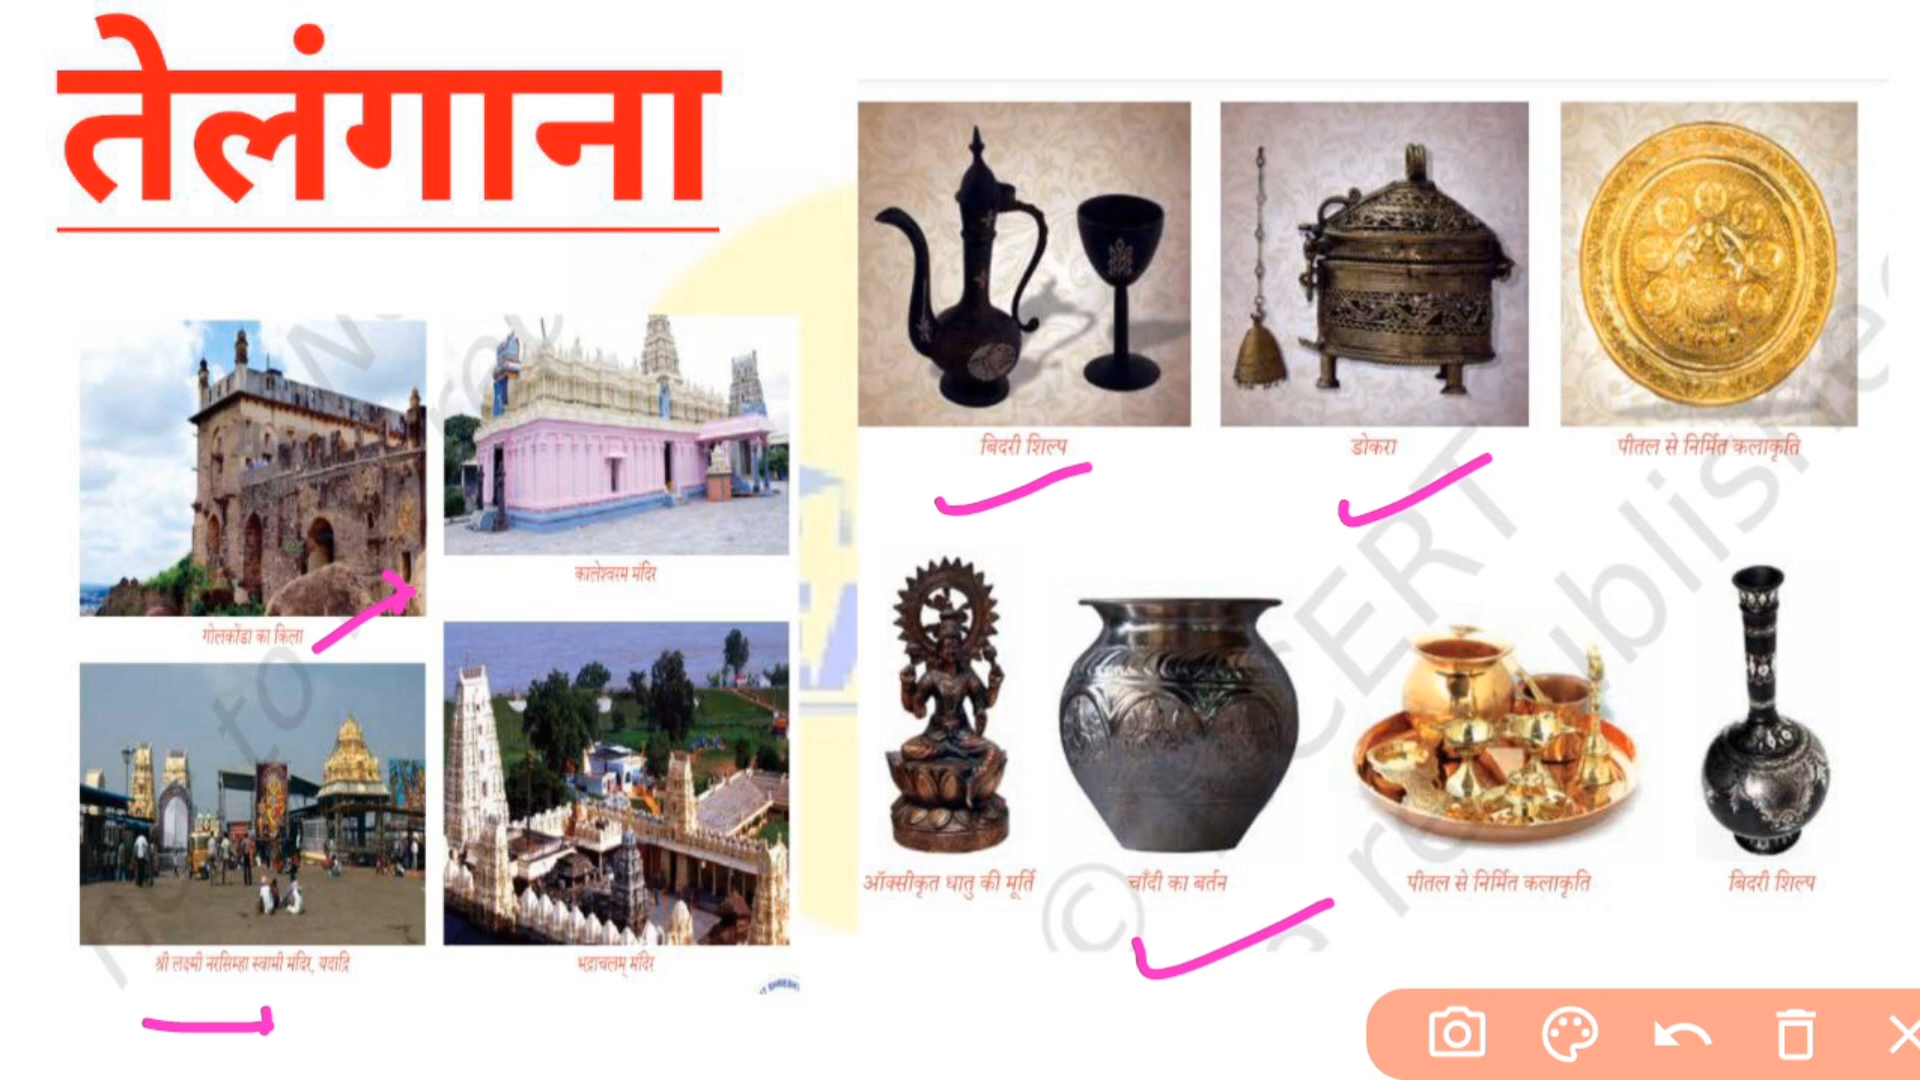 तेलंगाना
गोलकोंडा का किला
कालेश्वरम मंदिर
श्री लक्ष्मी नरसिम्हा स्वामी मंदिर, यदाद्रि
भद्राचलम् मंदिर
बिदरी शिल्प
डोकरा
पीतल से निर्मित कलाकृति
ऑक्सीकृत धातु की मूर्ति
चाँदी का बर्तन
पीतल से निर्मित कलाकृति
बिदरी शिल्प